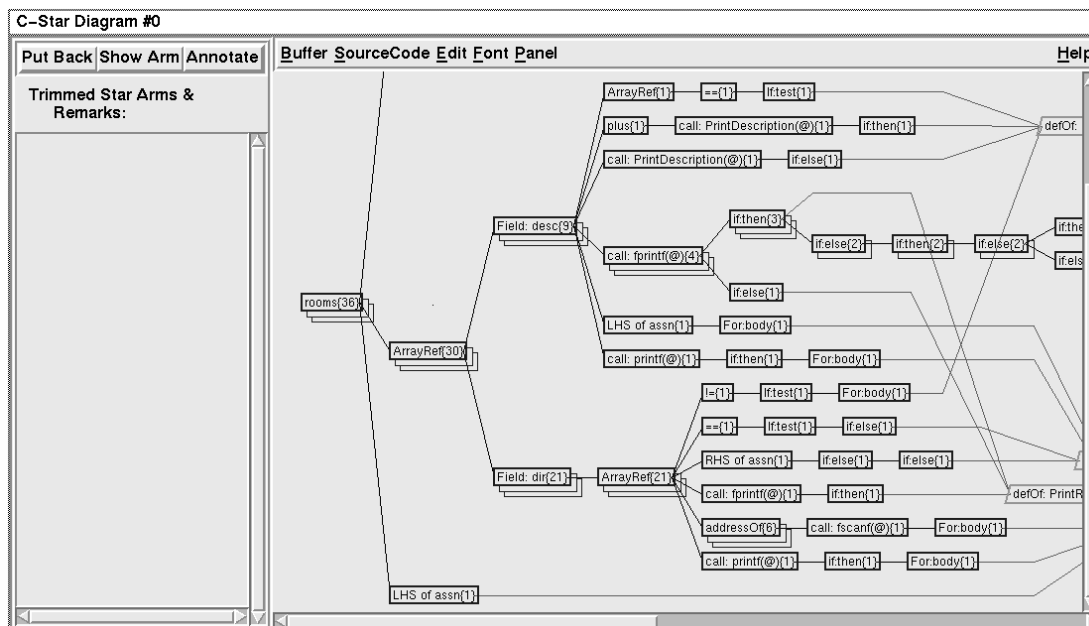 C-Star Diagram #0
Put Back Show Arm Annotate
Buffer SourceCode Edit Font Panel Help
Trimmed Star Arms &
Remarks:
ArrayRef{1} =={1} If:test{1}
plus{1} call: PrintDescription(@){1} if:then{1} defOf:
call: PrintDescription(@){1} if:else{1}
if:then{3}
Field: desc{9} if:the
if:else{2} if:then{2} if:else{2}
call: fprintf(@){4} if:els
if:else{1}
rooms{36}
LHS of assn{1} For:body{1}
ArrayRef{30}
call: printf(@){1} if:then{1} For:body{1}
!={1} If:test{1} For:body{1}
=={1} If:test{1} if:else{1}
RHS of assn{1} if:else{1} if:else{1}
Field: dir{21} ArrayRef{21}
call: fprintf(@){1} if:then{1} defOf: PrintR
addressOf{6} call: fscanf(@){1} For:body{1}
call: printf(@){1} if:then{1} For:body{1}
LHS of assn{1}